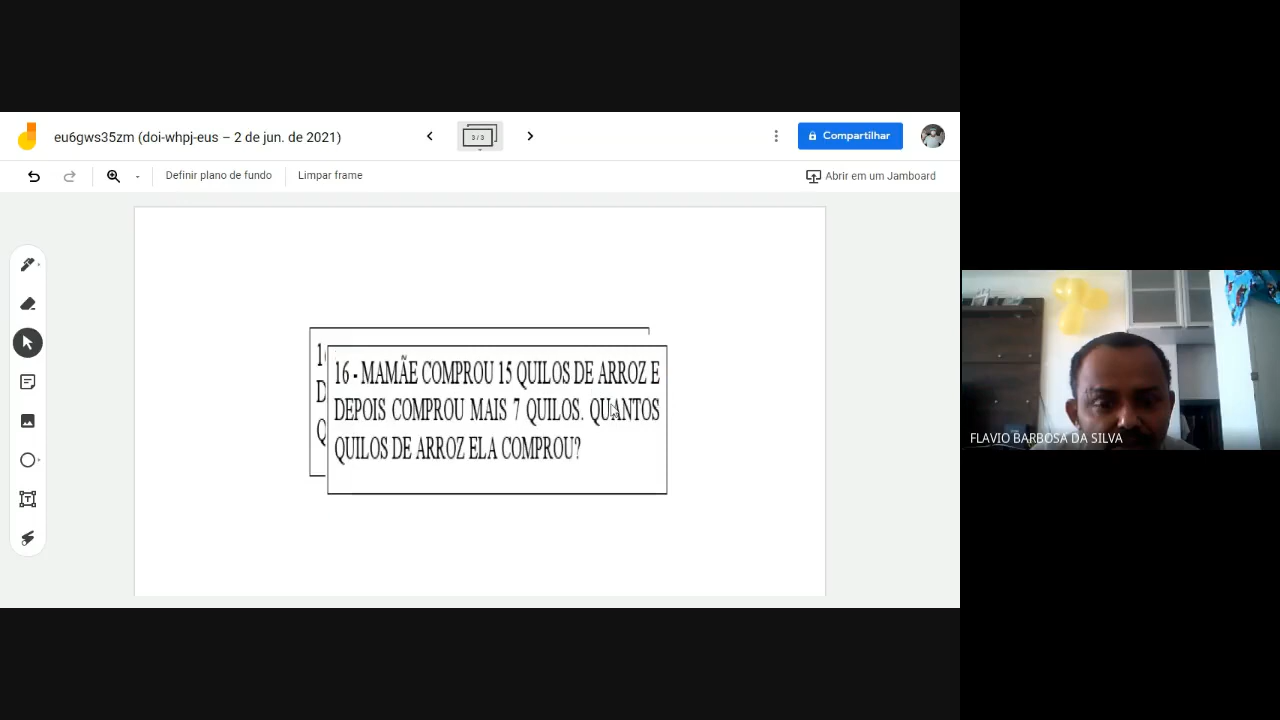 eu6gws35zm (doi-whpj-eus – 2 de jun. de 2021)
3 / 3
Compartilhar
Definir plano de fundo
Limpar frame
Abrir em um Jamboard
16 - MAMÃE COMPROU 15 QUILOS DE ARROZ E
DEPOIS COMPROU MAIS 7 QUILOS. QUANTOS
QUILOS DE ARROZ ELA COMPROU?
FLAVIO BARBOSA DA SILVA